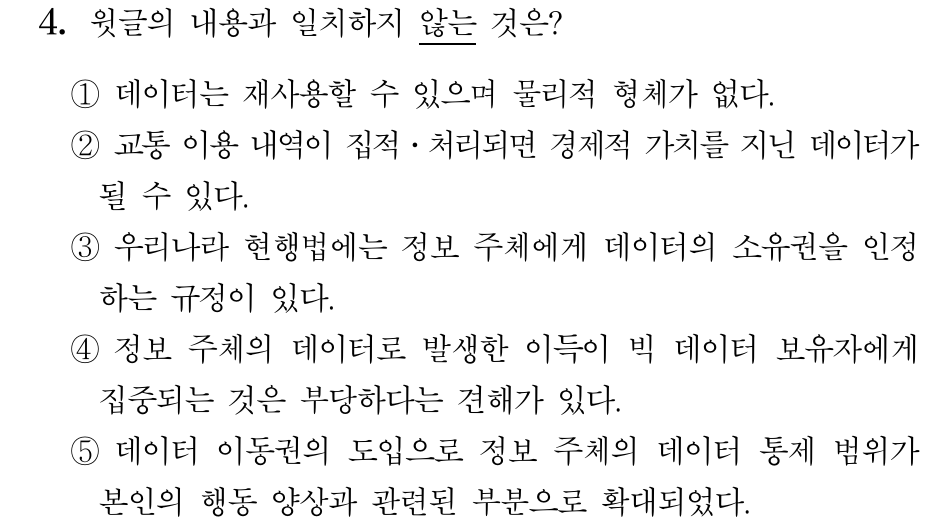 4. 윗글의 내용과 일치하지 않는 것은?
① 데이터는 재사용할 수 있으며 물리적 형체가 없다.
② 교통 이용 내역이 집적·처리되면 경제적 가치를 지닌 데이터가
될 수 있다.
③ 우리나라 현행법에는 정보 주체에게 데이터의 소유권을 인정
하는 규정이 있다.
④ 정보 주체의 데이터로 발생한 이득이 빅 데이터 보유자에게
집중되는 것은 부당하다는 견해가 있다.
⑤ 데이터 이동권의 도입으로 정보 주체의 데이터 통제 범위가
본인의 행동 양상과 관련된 부분으로 확대되었다.